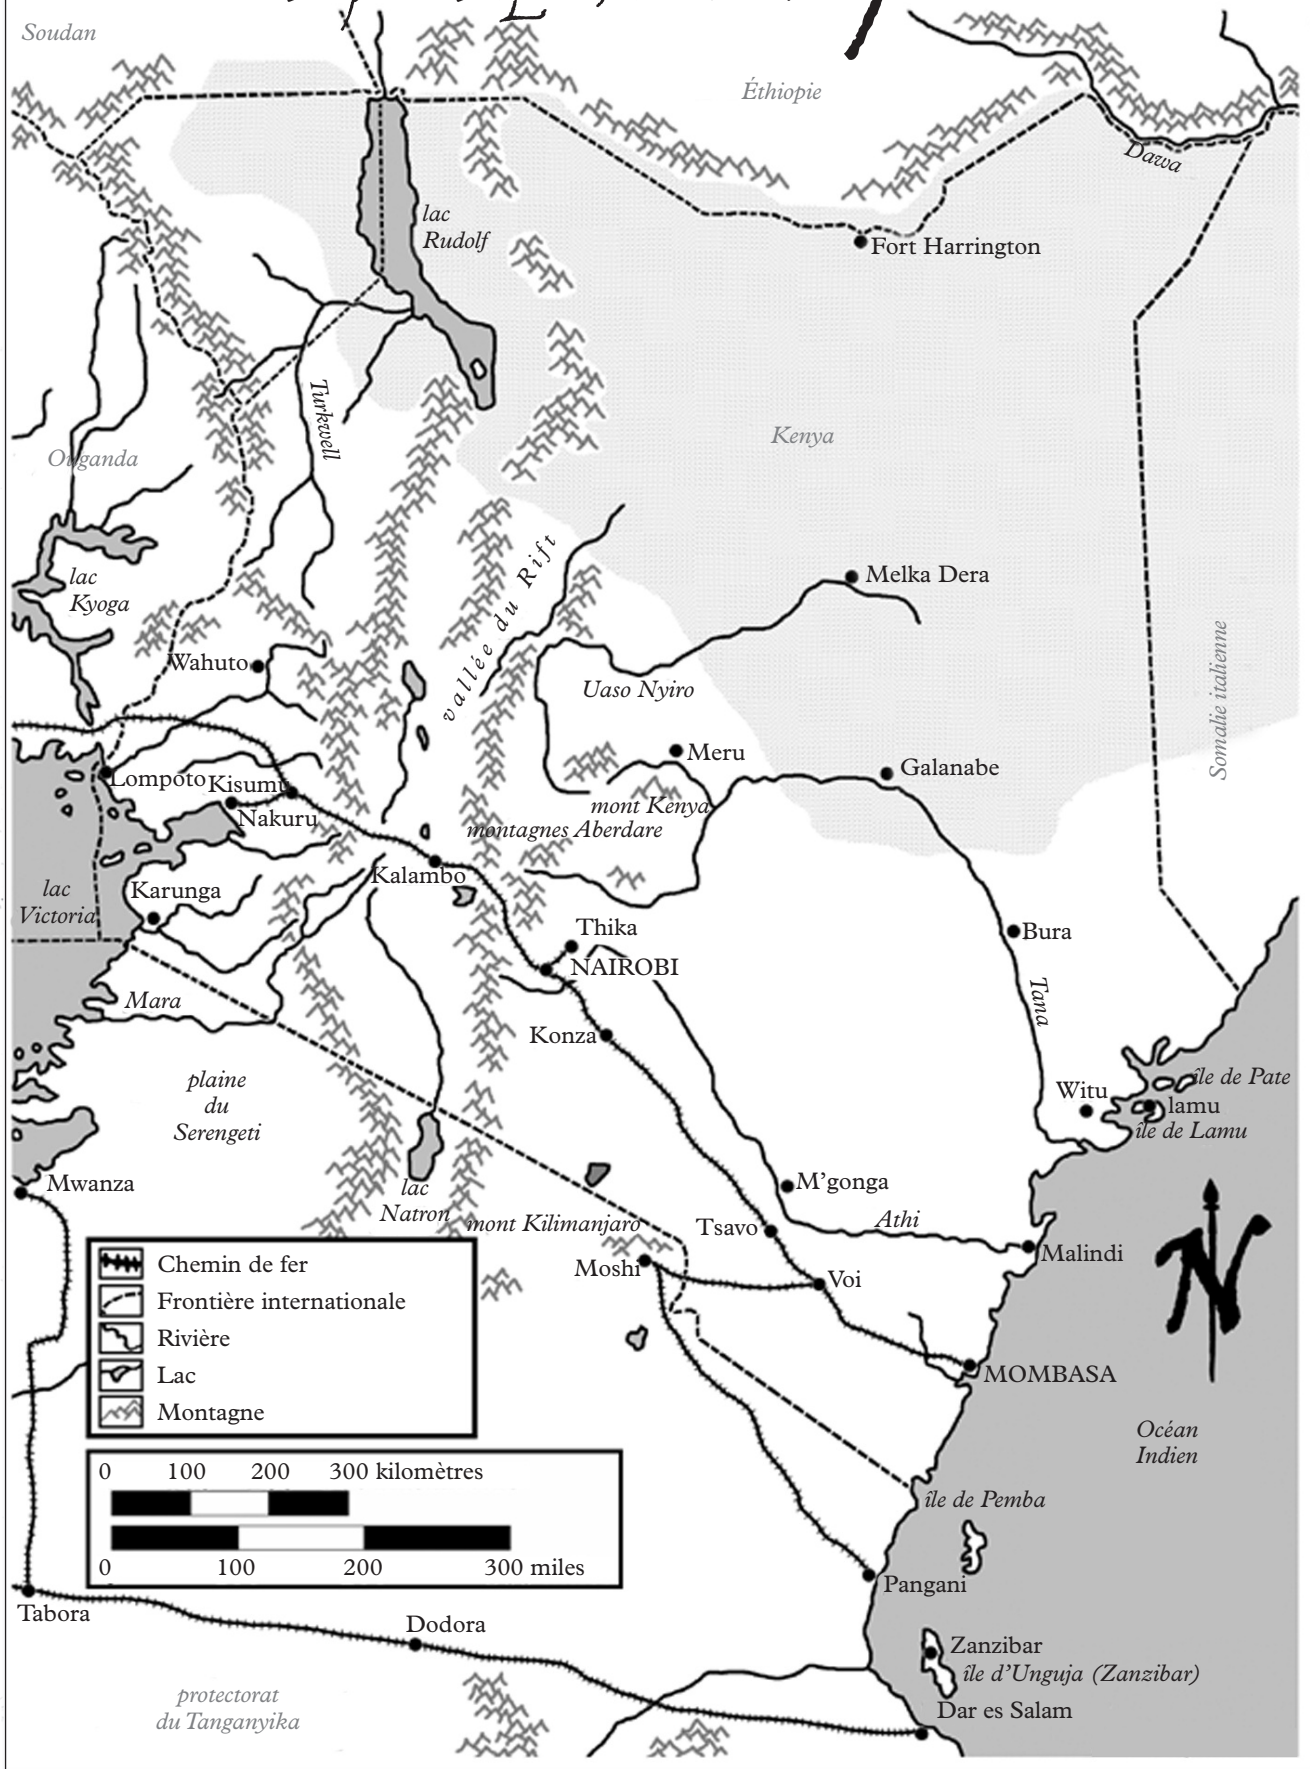 Soudan
Éthiopie
Dawa
lac
Rudolf
Fort Harrington
Turkwell
Kenya
Ouganda
lac
Kyoga
vallée du Rift
Melka Dera
Somalie italienne
Wahuto
Uaso Nyiro
Meru
Galanabe
Lompoto
Kisumu
Nakuru
mont Kenya
montagnes Aberdare
Kalambo
lac
Victoria
Karunga
Thika
NAIROBI
Bura
Tana
Mara
Konza
plaine
du
Serengeti
Witu
île de Pate
lamu
île de Lamu
Mwanza
lac
Natron
M'gonga
mont Kilimanjaro
Tsavo
Athi
Malindi
Moshi
Voi
N
MOMBASA
Chemin de fer
Frontière internationale
Rivière
Lac
Montagne
Océan
Indien
0 100 200 300 kilomètres
0 100 200 300 miles
île de Pemba
Pangani
Tabora
Dodora
Zanzibar
île d'Unguja (Zanzibar)
Dar es Salam
protectorat
du Tanganyika